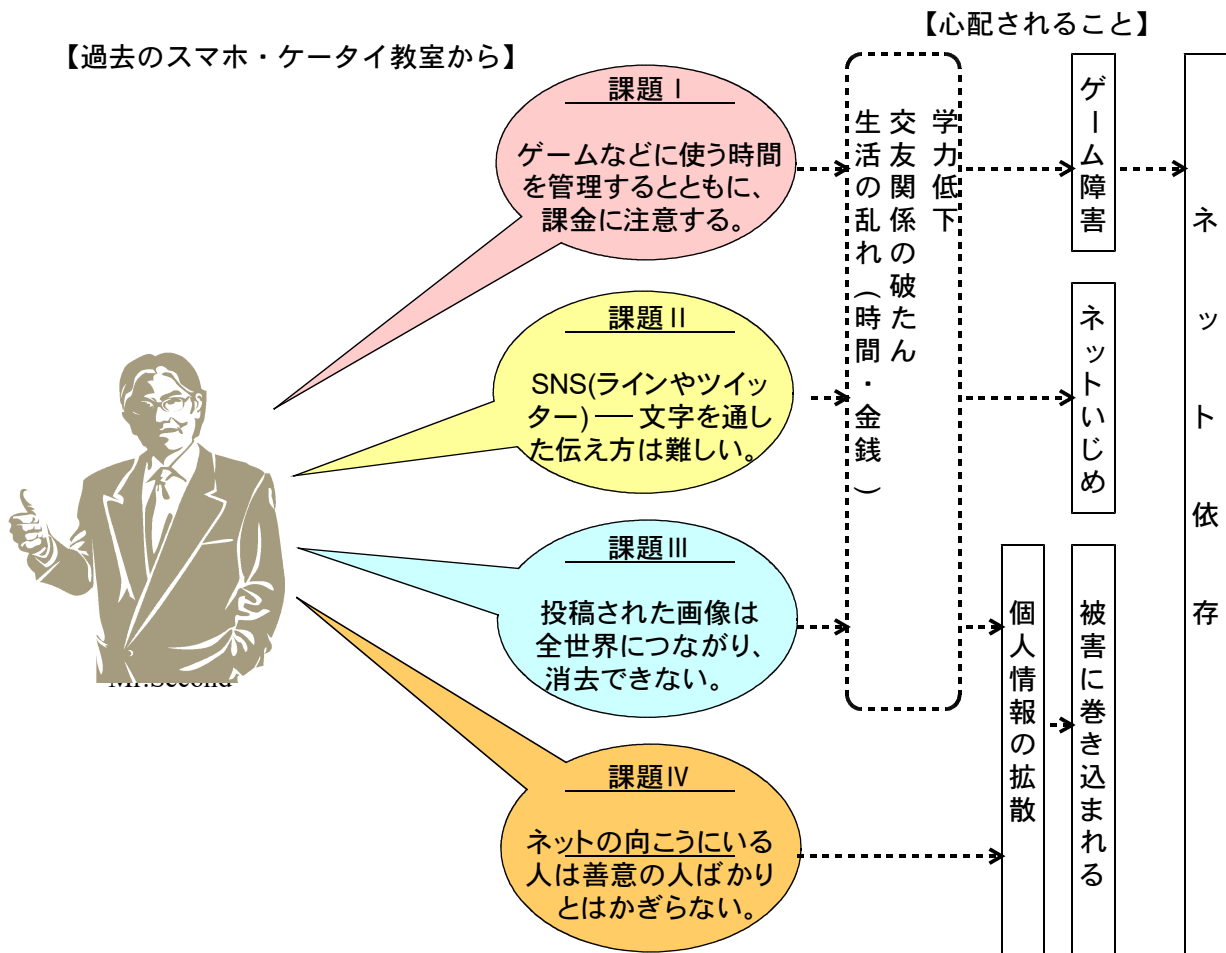 【過去のスマホ・ケータイ教室から】
【心配されること】
課題Ⅰ
ゲームなどに使う時間
を管理するとともに、
課金に注意する。
課題Ⅱ
SNS(ラインやツイッ
ター) ── 文字を通し
た伝え方は難しい。
課題Ⅲ
投稿された画像は
全世界につながり、
消去できない。
課題Ⅳ
ネットの向こうにいる
人は善意の人ばかり
とはかぎらない。
Mr.Second
学力低下
交友関係の破たん
生活の乱れ（時間・金銭）
ゲーム障害
ネットいじめ
個人情報の拡散
被害に巻き込まれる
ネット依存